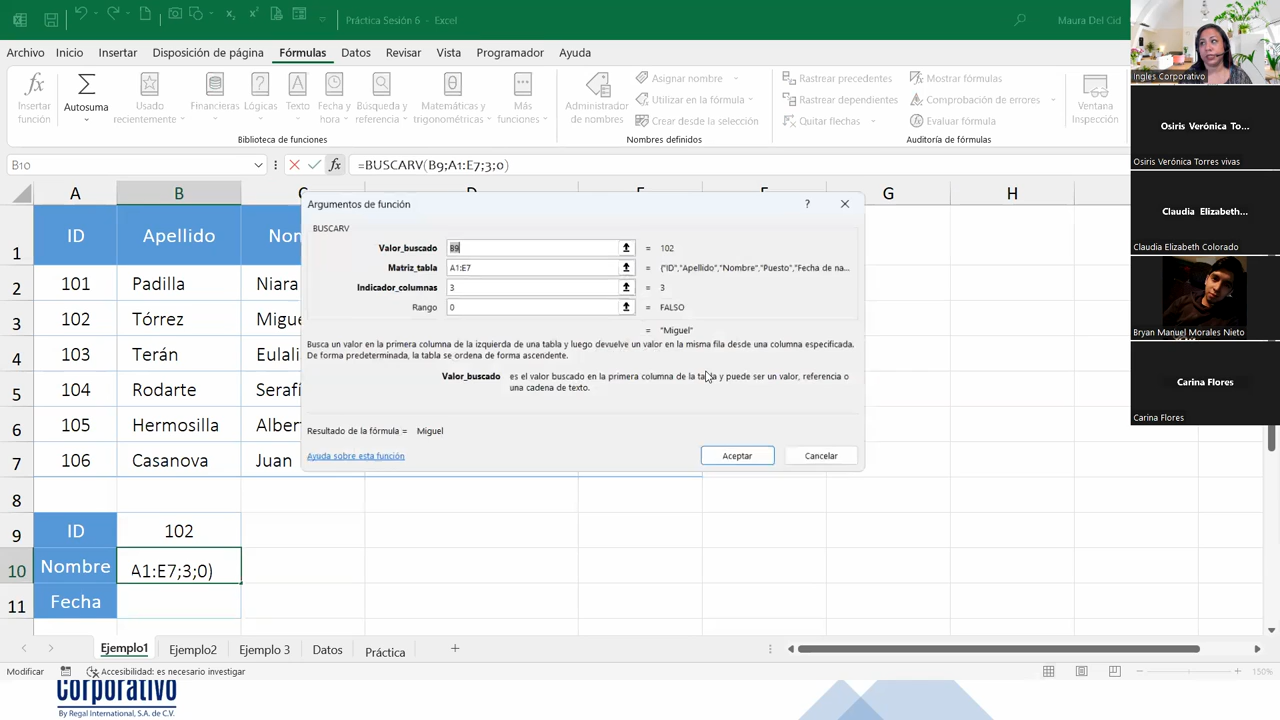 Práctica Sesión 6 - Excel
Maura Del Cid
Archivo Inicio Insertar Disposición de página Fórmulas Datos Revisar Vista Programador Ayuda
Insertar función
Autosuma
Usado recientemente
Financieras
Lógicas
Texto
Fecha y hora
Búsqueda y referencia
Matemáticas y trigonométricas
Más funciones
Biblioteca de funciones
Administrador de nombres
Asignar nombre
Utilizar en la fórmula
Crear desde la selección
Nombres definidos
Rastrear precedentes
Rastrear dependientes
Quitar flechas
Mostrar fórmulas
Comprobación de errores
Evaluar fórmula
Auditoría de fórmulas
Ventana Inspección
B10 fx =BUSCARV(B9;A1:E7;3;0)
A B C D E F G H
1 ID Apellido Nom
2 101 Padilla Niara
3 102 Tórrez Migue
4 103 Terán Eulali
5 104 Rodarte Serafí
6 105 Hermosilla Alber
7 106 Casanova Juan
8
9 ID 102
10 Nombre A1:E7;3;0)
11 Fecha
Argumentos de función ?
BUSCARV
Valor_buscado B9 = 102
Matriz_tabla A1:E7 = {"ID","Apellido","Nombre","Puesto","Fecha de na...
Indicador_columnas 3 = 3
Rango 0 = FALSO
= "Miguel"
Busca un valor en la primera columna de la izquierda de una tabla y luego devuelve un valor en la misma fila desde una columna especificada.
De forma predeterminada, la tabla se ordena de forma ascendente.
Valor_buscado es el valor buscado en la primera columna de la tabla y puede ser un valor, referencia o
una cadena de texto.
Resultado de la fórmula = Miguel
Ayuda sobre esta función
Aceptar Cancelar
Ejemplo1 Ejemplo2 Ejemplo 3 Datos Práctica
Modificar Accesibilidad: es necesario investigar 150%
Corporativo
By Regal International, S.A. de C.V.
Ingles Corporativo
Osiris Verónica To...
Osiris Verónica Torres vivas
Claudia Elizabeth...
Claudia Elizabeth Colorado
Bryan Manuel Morales Nieto
Carina Flores
Carina Flores